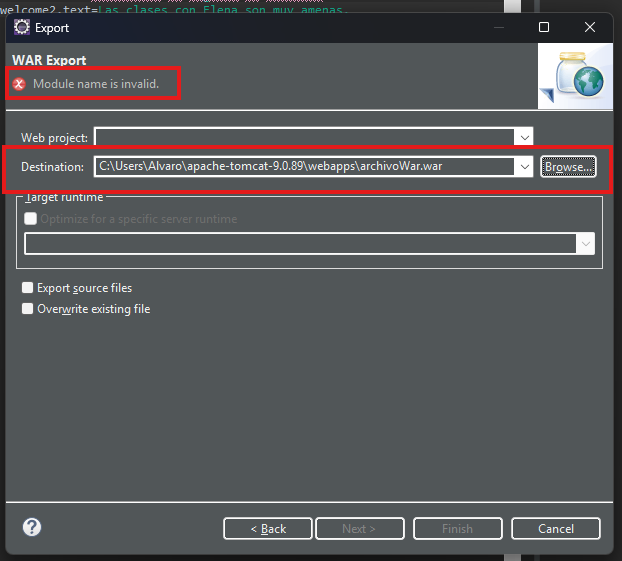 welcome2.text=Las clases con Elena son muy amenas.
Export
WAR Export
Module name is invalid.
Web project:
Destination: C:\Users\Alvaro\apache-tomcat-9.0.89\webapps\archivoWar.war Browse...
Target runtime
Optimize for a specific server runtime
Export source files
Overwrite existing file
? < Back Next > Finish Cancel